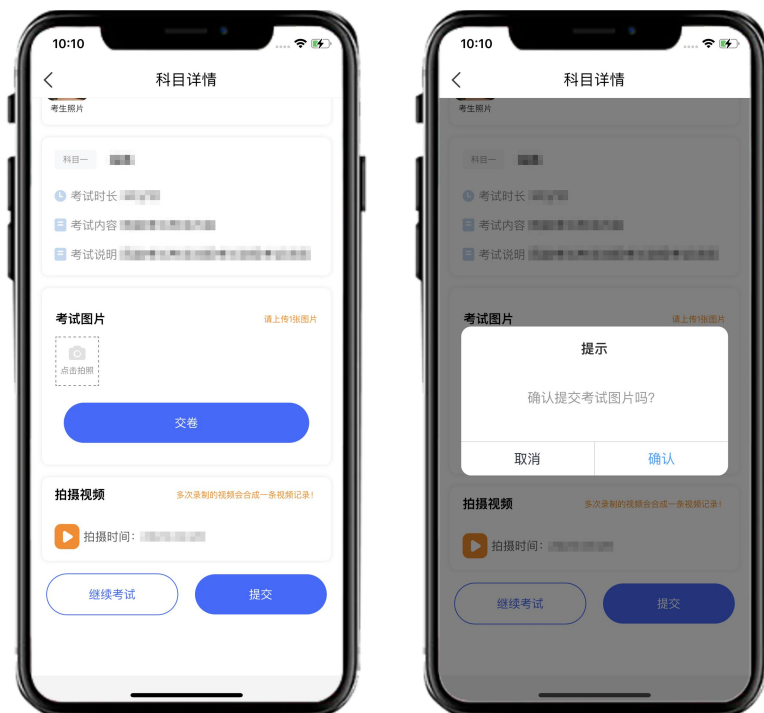 10:10
科目详情
考生照片
科目一
考试时长
考试内容
考试说明
考试图片
请上传1张图片
点击拍照
交卷
拍摄视频
多次录制的视频会合成一条视频记录!
拍摄时间:
继续考试
提交
10:10
科目详情
考生照片
科目一
考试时长
考试内容
考试说明
考试图片
请上传1张图片
提示
确认提交考试图片吗?
取消
确认
拍摄视频
多次录制的视频会合成一条视频记录!
拍摄时间:
继续考试
提交